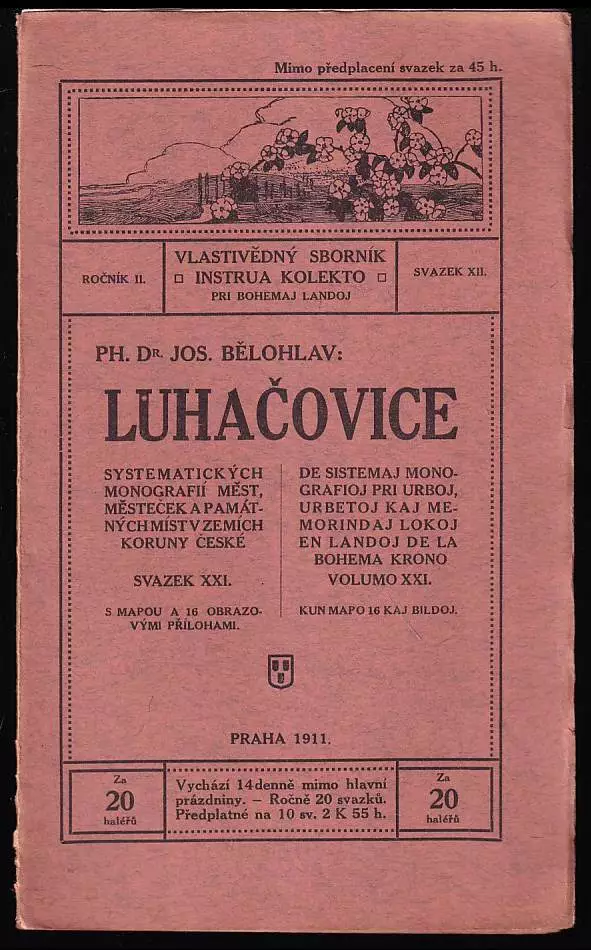 Mimo předplacení svazek za 45 h.
ROČNÍK II.
VLASTIVĚDNÝ SBORNÍK
INSTRUA KOLEKTO
PRI BOHEMAJ LANDOJ
SVAZEK XII.
PH. DR. JOS. BĚLOHLAV:
LUHAČOVICE
SYSTEMATICKÝCH
MONOGRAFIÍ MĚST,
MĚSTEČEK A PAMÁT-
NÝCH MÍST V ZEMÍCH
KORUNY ČESKÉ
SVAZEK XXI.
S MAPOU A 16 OBRAZO-
VÝMI PŘÍLOHAMI.
DE SISTEMAJ MONO-
GRAFIOJ PRI URBOJ,
URBETOJ KAJ ME-
MORINDAJ LOKOJ
EN LANDOJ DE LA
BOHEMA KRONO
VOLUMO XXI.
KUN MAPO 16 KAJ BILDOJ.
PRAHA 1911.
Za
20
haléřů
Vychází 14denně mimo hlavní
prázdniny. – Ročně 20 svazků.
Předplatné na 10 sv. 2 K 55 h.
Za
20
haléřů